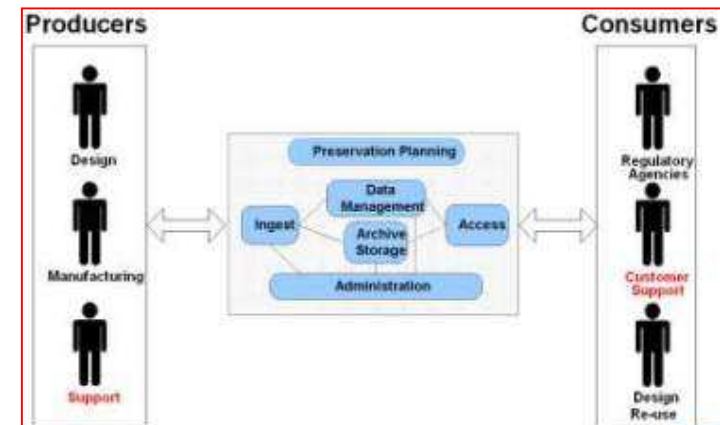 Producers
Design
Manufacturing
Support
Preservation Planning
Data
Management
Ingest
Archive
Storage
Access
Administration
Consumers
Regulatory
Agencies
Customer
Support
Design
Re-use